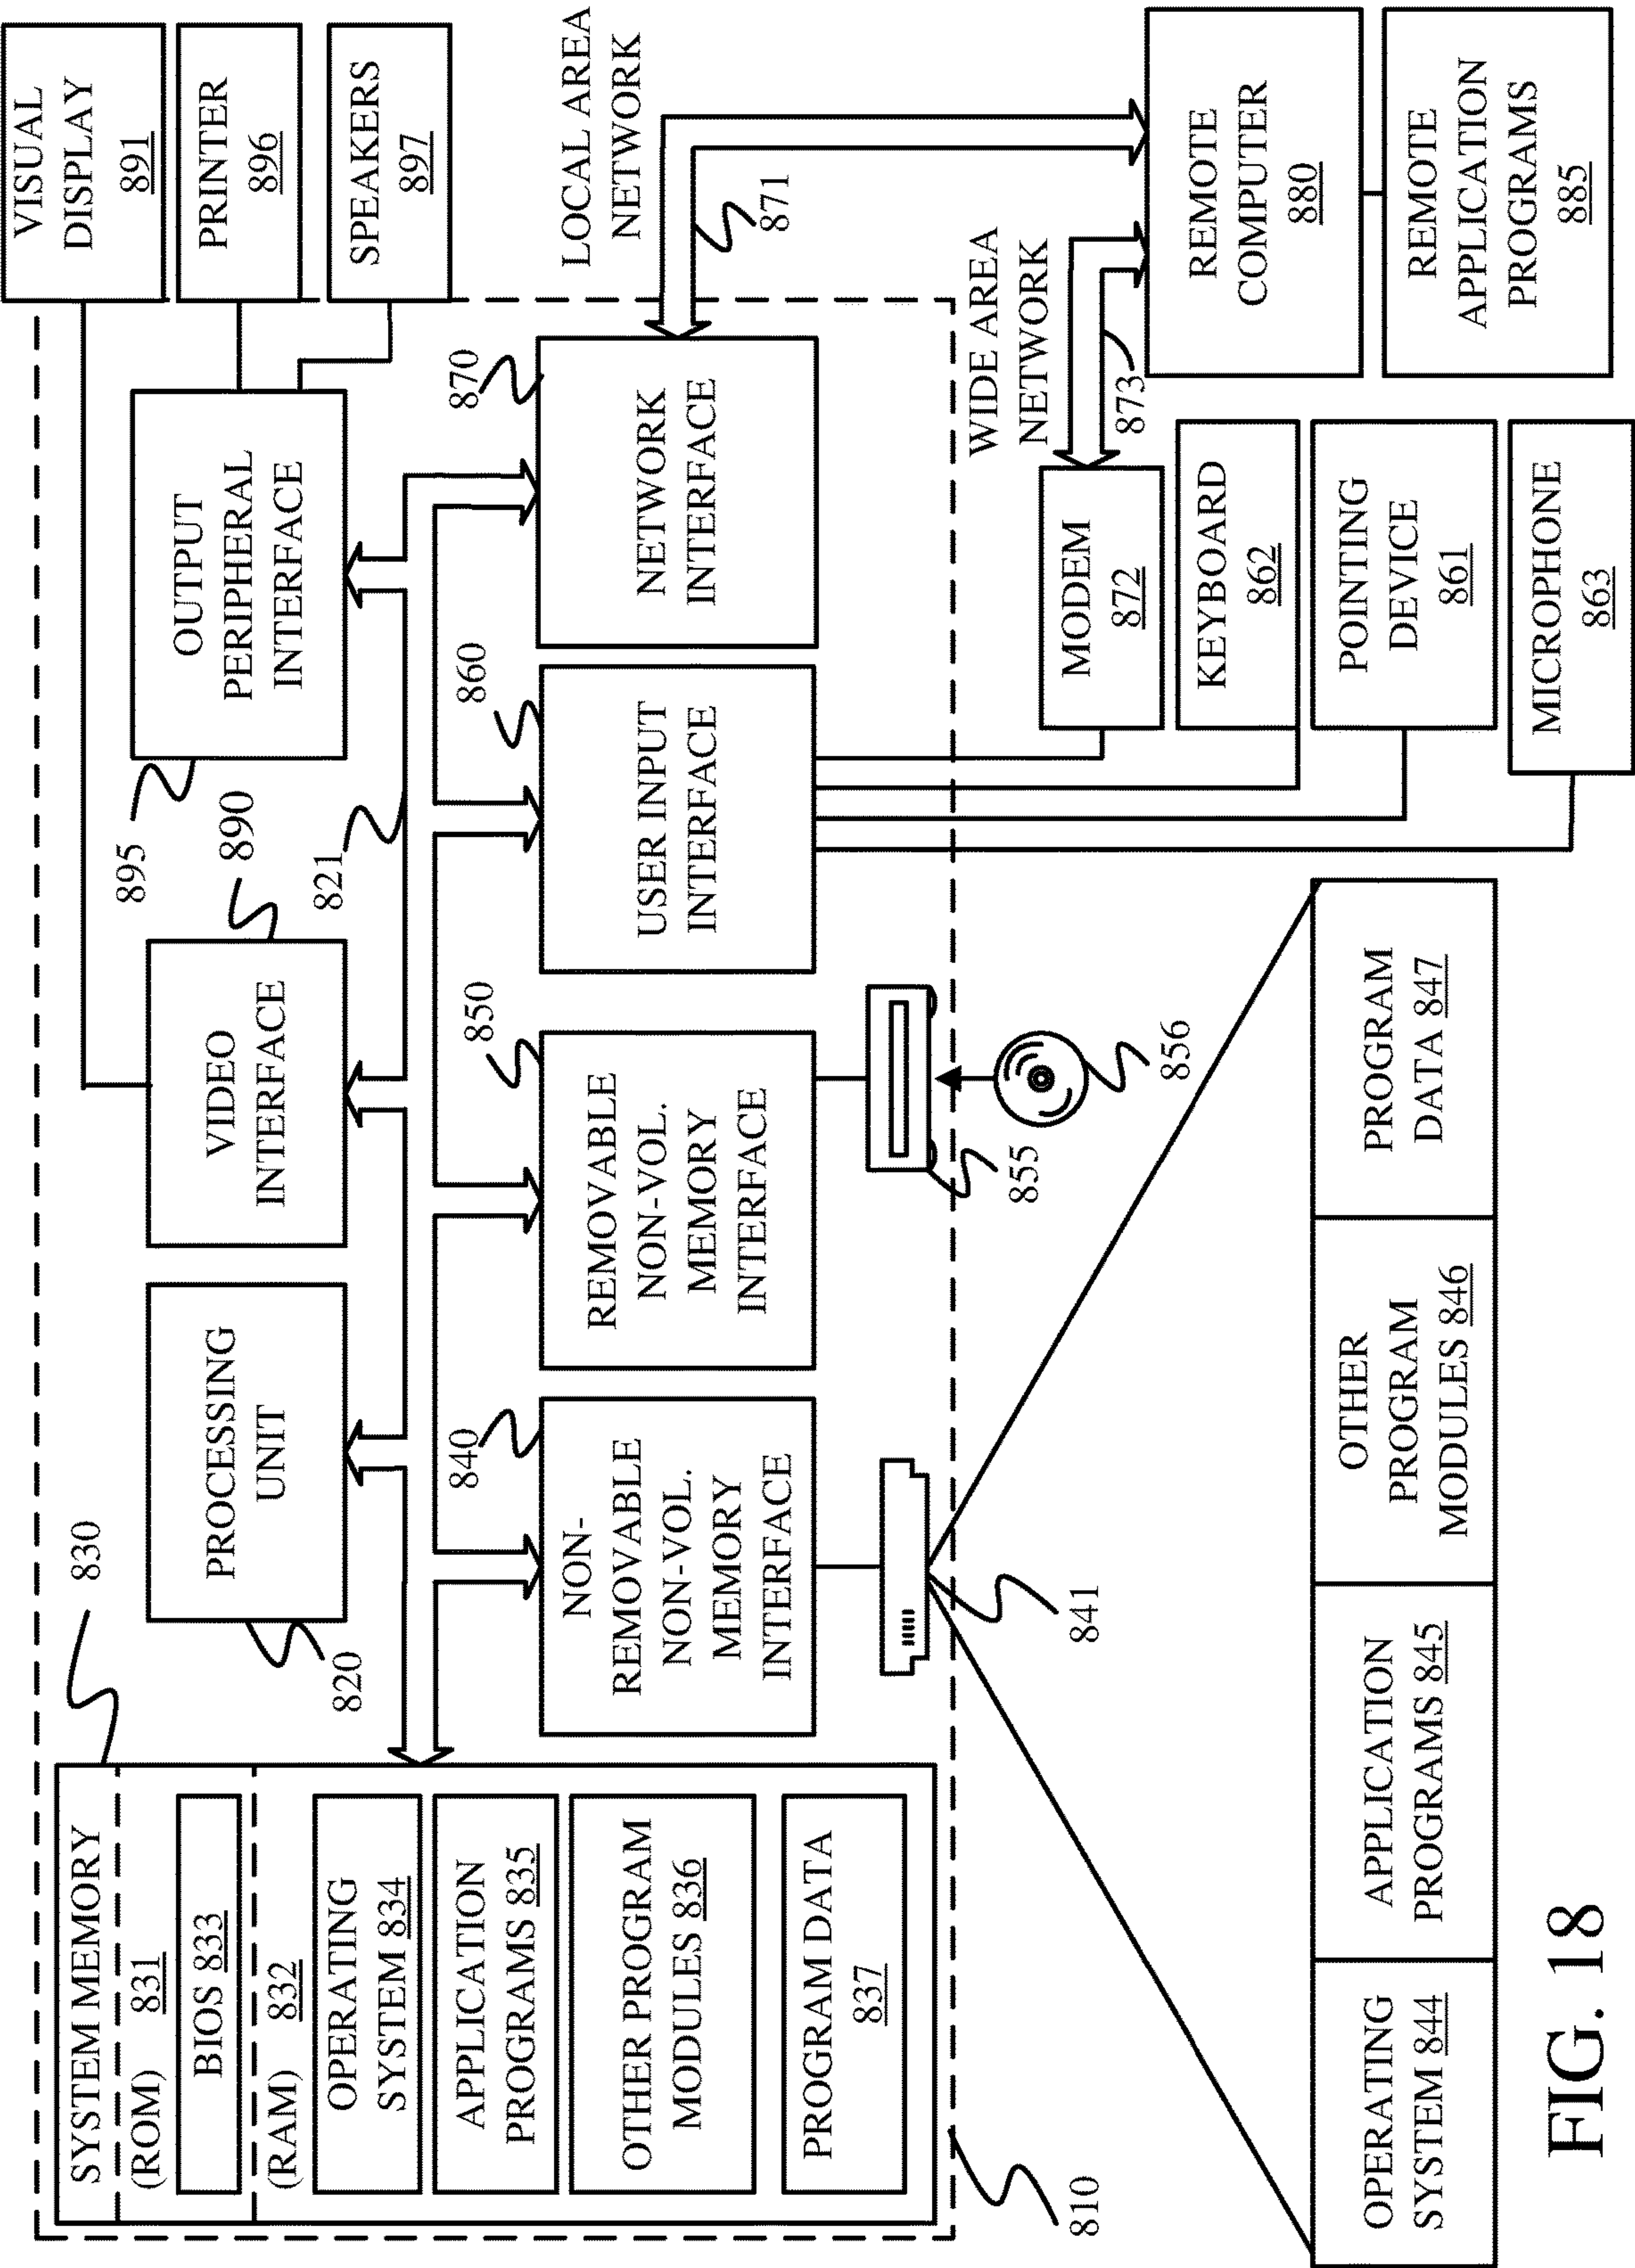 830
SYSTEM MEMORY
(ROM) 831
BIOS 833
(RAM) 832
OPERATING
SYSTEM 834
APPLICATION
PROGRAMS 835
OTHER PROGRAM
MODULES 836
PROGRAM DATA
837
810
PROCESSING
UNIT
820
VIDEO
INTERFACE
890
821
OUTPUT
PERIPHERAL
INTERFACE
895
VISUAL
DISPLAY
891
PRINTER
896
SPEAKERS
897
840
NON-
REMOVABLE
NON-VOL.
MEMORY
INTERFACE
841
850
REMOVABLE
NON-VOL.
MEMORY
INTERFACE
855
856
860
USER INPUT
INTERFACE
870
NETWORK
INTERFACE
LOCAL AREA
NETWORK
871
WIDE AREA
NETWORK
873
MODEM
872
KEYBOARD
862
POINTING
DEVICE
861
MICROPHONE
863
REMOTE
COMPUTER
880
REMOTE
APPLICATION
PROGRAMS
885
OPERATING
SYSTEM 844
APPLICATION
PROGRAMS 845
OTHER
PROGRAM
MODULES 846
PROGRAM
DATA 847
FIG. 18